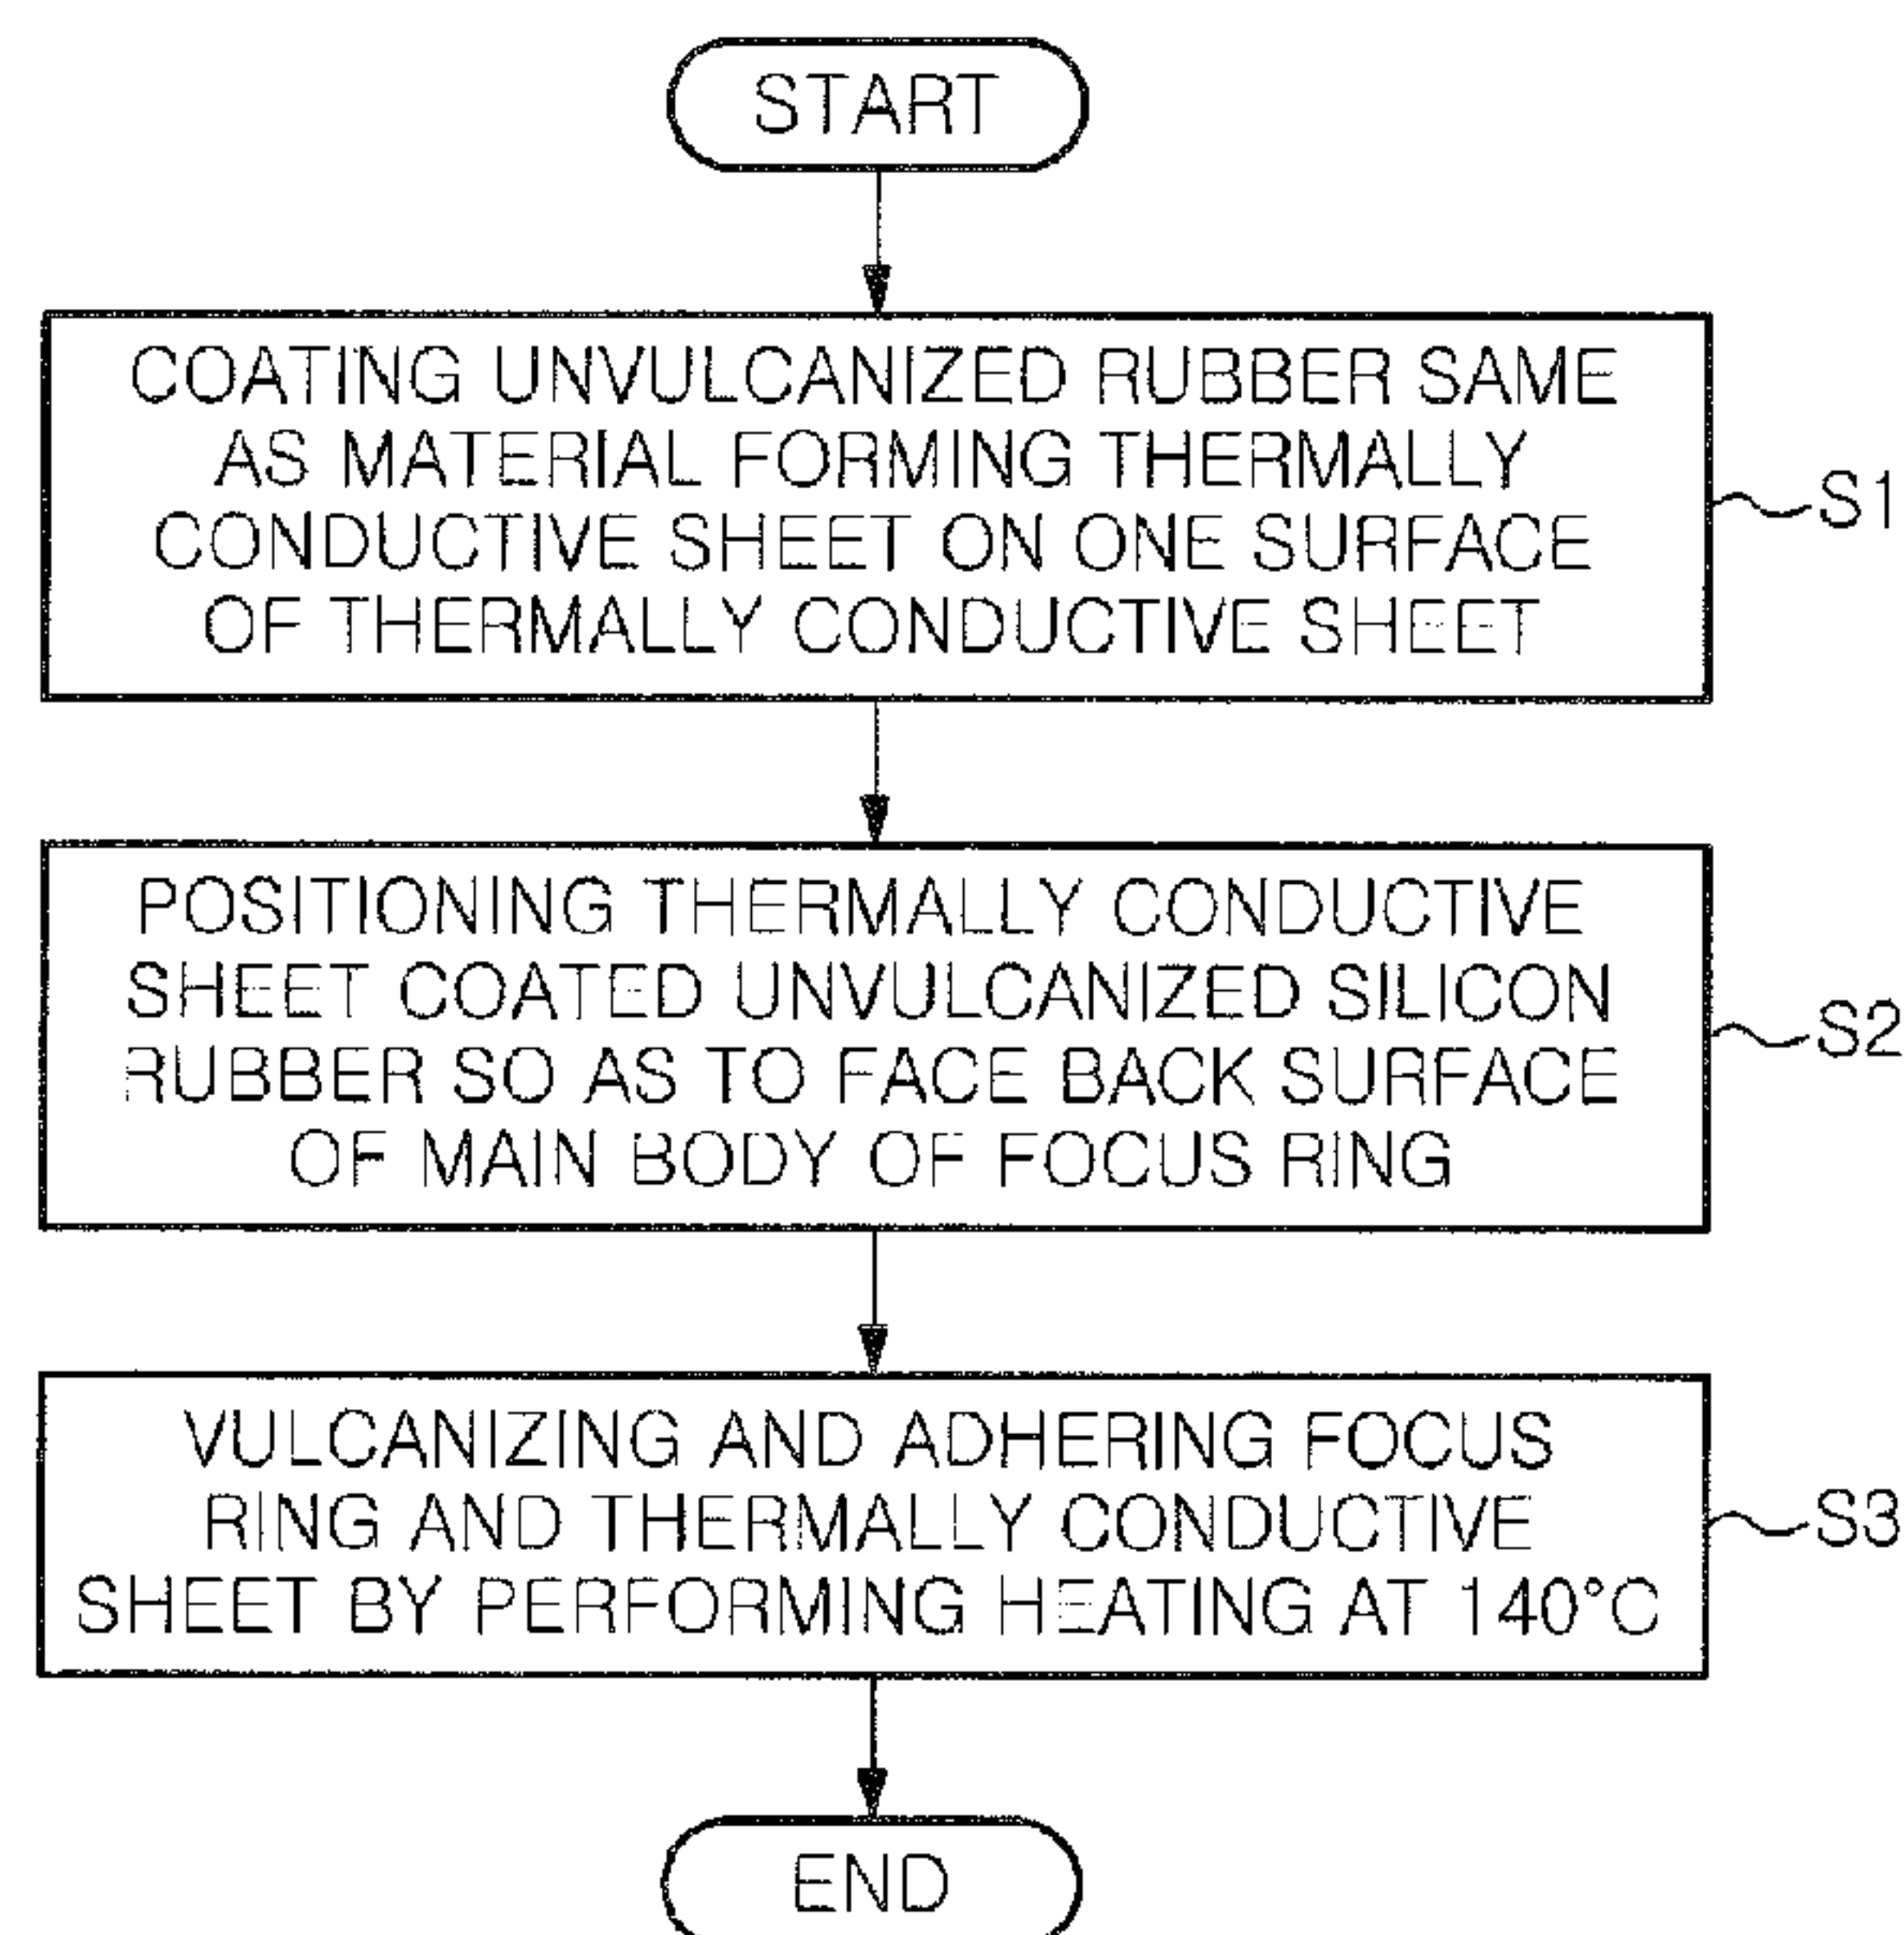 START
COATING UNVULCANIZED RUBBER SAME
AS MATERIAL FORMING THERMALLY
CONDUCTIVE SHEET ON ONE SURFACE
OF THERMALLY CONDUCTIVE SHEET
S1
POSITIONING THERMALLY CONDUCTIVE
SHEET COATED UNVULCANIZED SILICON
RUBBER SO AS TO FACE BACK SURFACE
OF MAIN BODY OF FOCUS RING
S2
VULCANIZING AND ADHERING FOCUS
RING AND THERMALLY CONDUCTIVE
SHEET BY PERFORMING HEATING AT 140°C
S3
END